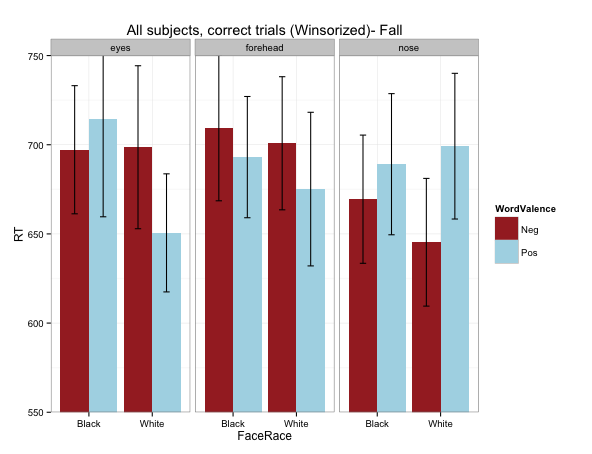 All subjects, correct trials (Winsorized)- Fall
eyes forehead nose
750
700
650
600
550
RT
Black White Black White Black White
FaceRace
WordValence
Neg
Pos